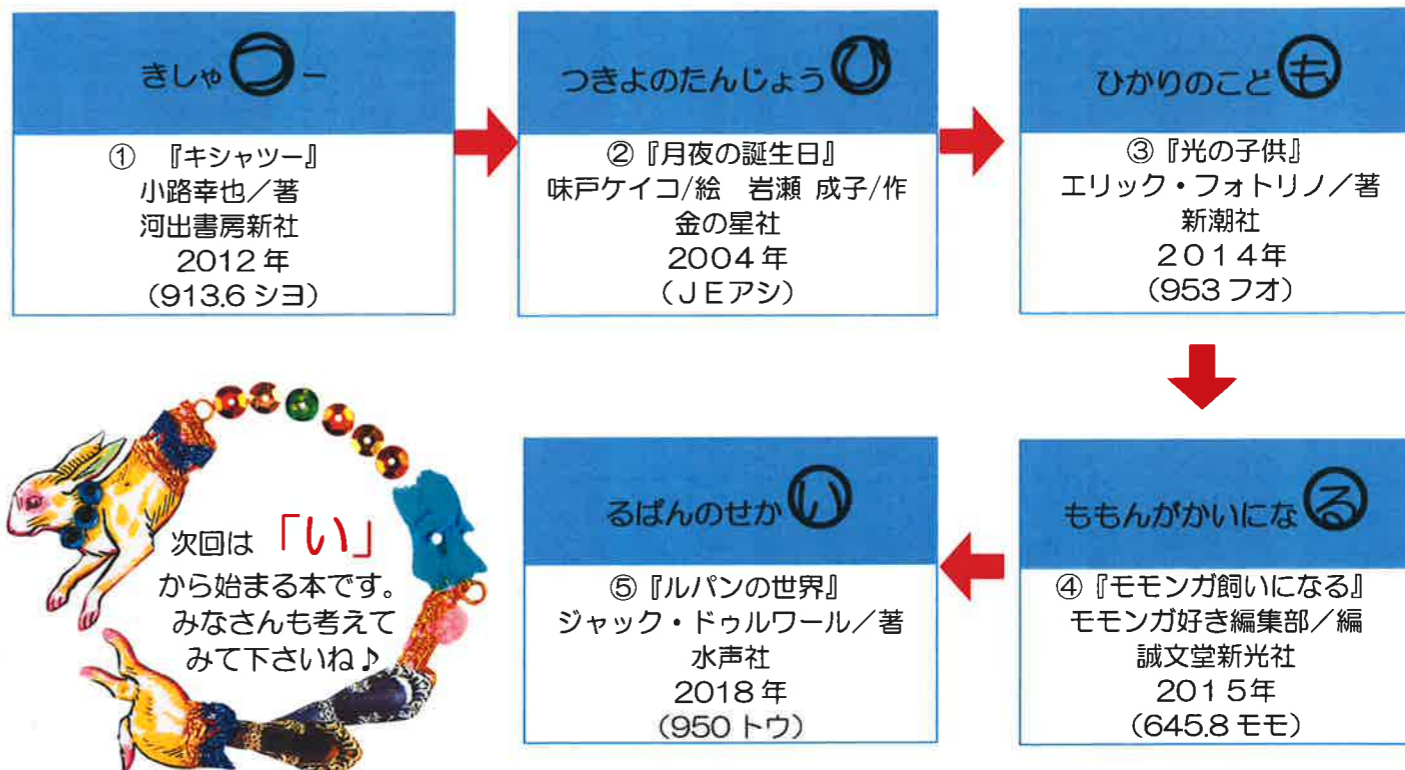 きしゃつー
① 『キシャツー』
小路幸也／著
河出書房新社
2012年
(913.6 ショ)
つきよのたんじょうび
②『月夜の誕生日』
味戸ケイコ/絵 岩瀬 成子/作
金の星社
2004年
(JEアシ)
ひかりのことも
③『光の子供』
エリック・フォトリノ／著
新潮社
2014年
(953 フオ)
ももんがかいになる
④『モモンガ飼いになる』
モモンガ好き編集部／編
誠文堂新光社
2015年
(645.8 モモ)
るぱんのせかい
⑤『ルパンの世界』
ジャック・ドゥルワール／著
水声社
2018年
(950 トウ)
次回は 「い」
から始まる本です。
みなさんも考えて
みて下さいね♪